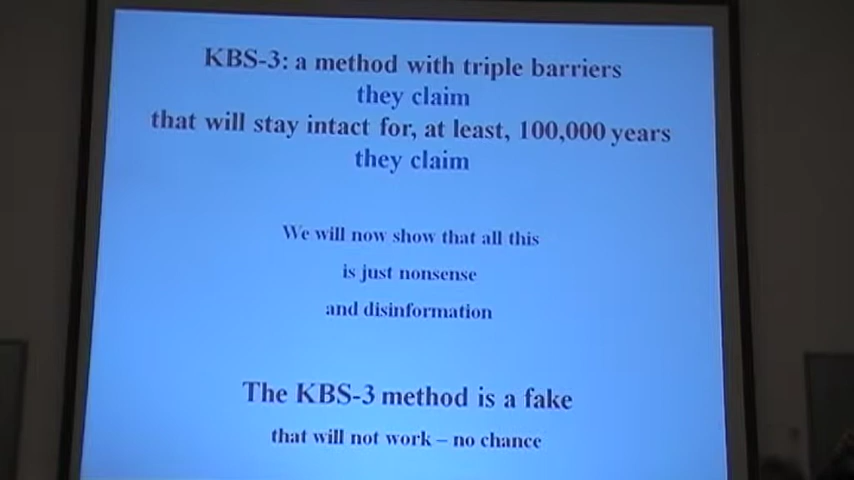 KBS-3: a method with triple barriers
they claim
that will stay intact for, at least, 100,000 years
they claim
We will now show that all this
is just nonsense
and disinformation
The KBS-3 method is a fake
that will not work – no chance